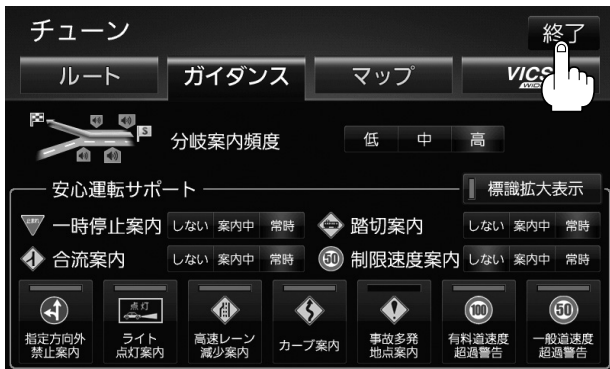 チューン
終了
ルート ガイダンス マップ VICS
WIDE
S
分岐案内頻度 低 中 高
安心運転サポート 標識拡大表示
一時停止案内 しない 案内中 常時 踏切案内 しない 案内中 常時
合流案内 しない 案内中 常時 50 制限速度案内 しない 案内中 常時
点灯
100
50
指定方向外
禁止案内
ライト
点灯案内
高速レーン
減少案内
カーブ案内
事故多発
地点案内
有料道速度
超過警告
一般道速度
超過警告